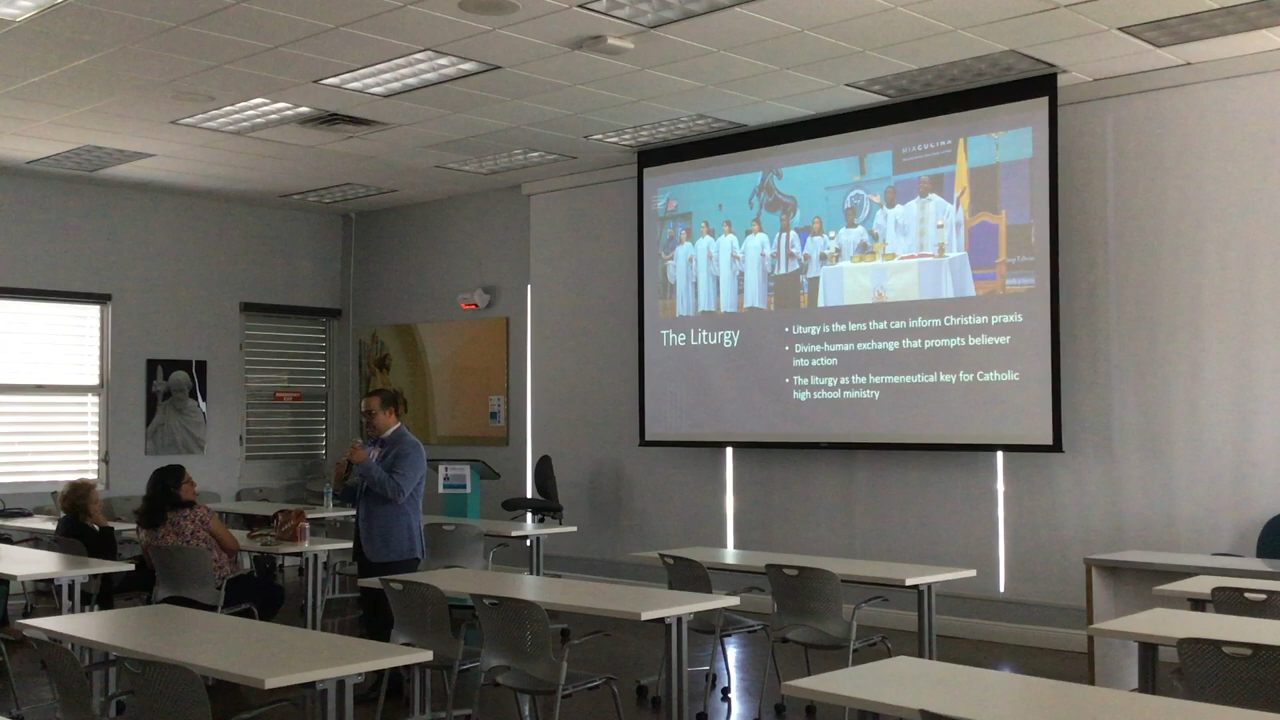 MIACUCINA
The Liturgy
• Liturgy is the lens that can inform Christian praxis
• Divine-human exchange that prompts believer
into action
• The liturgy as the hermeneutical key for Catholic
high school ministry